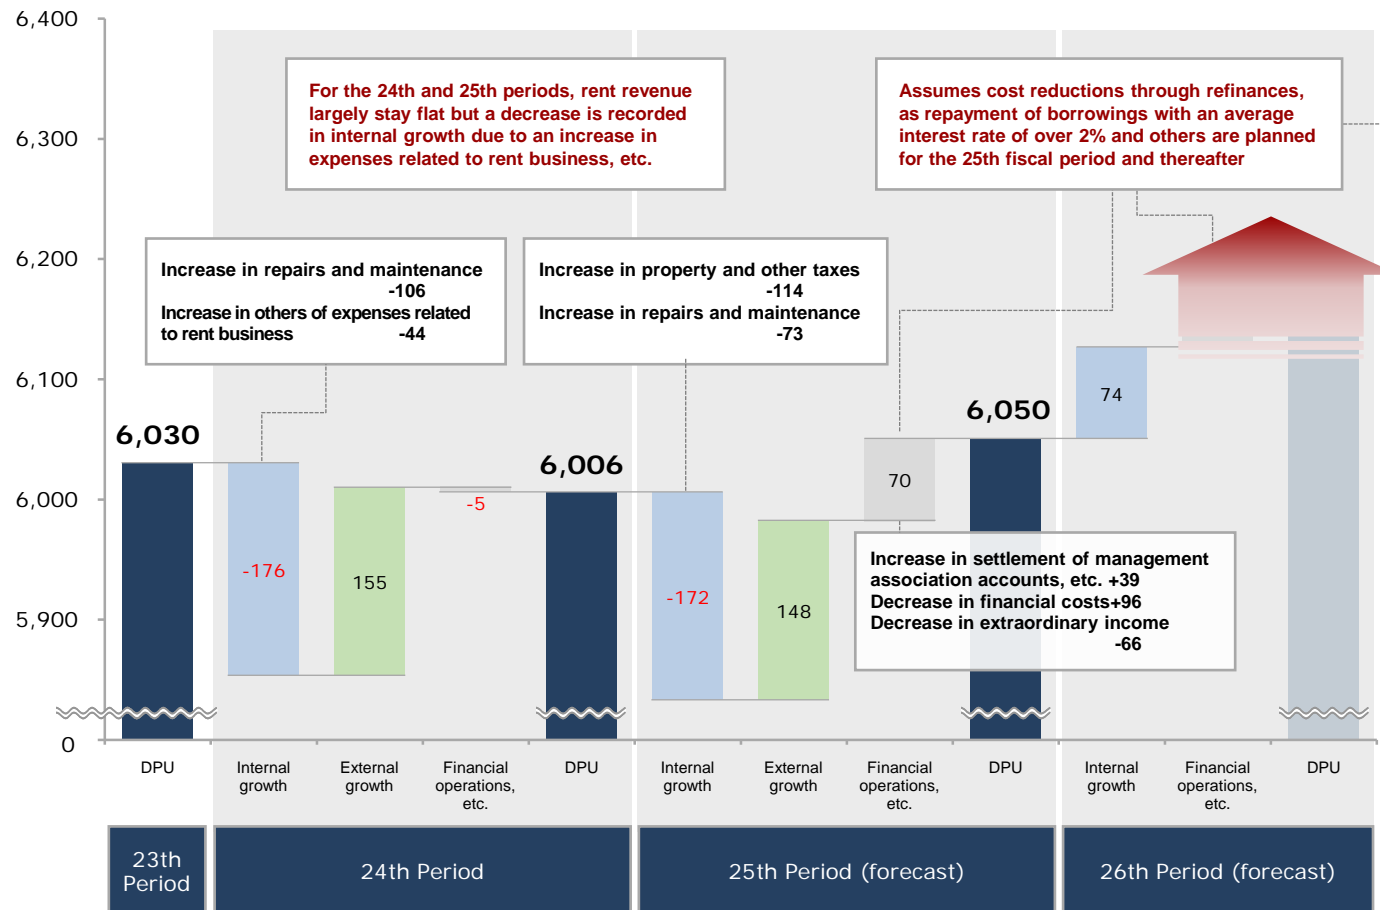 6,400
6,300
6,200
6,100
6,000
5,900
0
For the 24th and 25th periods, rent revenue
largely stay flat but a decrease is recorded
in internal growth due to an increase in
expenses related to rent business, etc.
Assumes cost reductions through refinances,
as repayment of borrowings with an average
interest rate of over 2% and others are planned
for the 25th fiscal period and thereafter
Increase in repairs and maintenance
-106
Increase in others of expenses related
to rent business -44
Increase in property and other taxes
-114
Increase in repairs and maintenance
-73
6,030
-176
155
-5
6,006
-172
148
70
6,050
74
Increase in settlement of management
association accounts, etc. +39
Decrease in financial costs+96
Decrease in extraordinary income
-66
DPU
Internal
growth
External
growth
Financial
operations,
etc.
DPU
Internal
growth
External
growth
Financial
operations,
etc.
DPU
Internal
growth
Financial
operations,
etc.
DPU
23th
Period
24th Period
25th Period (forecast)
26th Period (forecast)